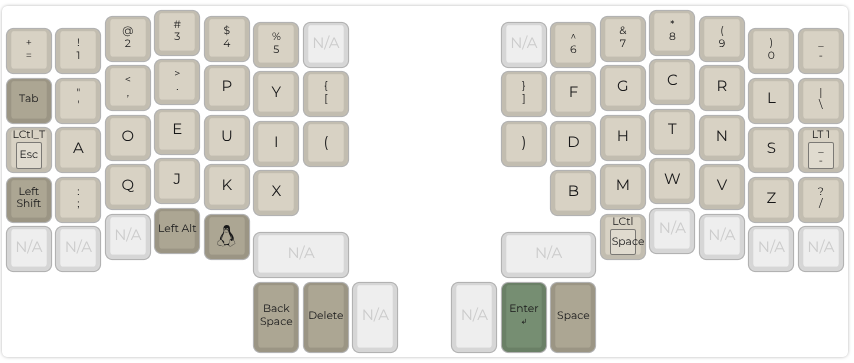 +
=
!
1
@
2
#
3
$
4
%
5
N/A
N/A
^
6
&
7
*
8
(
9
)
0
_
-
Tab
"
'
<
,
>
.
P
Y
{
[
}
]
F
G
C
R
L
|
\
LCtl_T
Esc
A
O
E
U
I
(
)
D
H
T
N
S
LT 1
_
-
Left
Shift
:
;
Q
J
K
X
B
M
W
V
Z
?
/
N/A
N/A
N/A
Left Alt
N/A
N/A
LCtl
Space
N/A
N/A
N/A
N/A
Back
Space
Delete
N/A
N/A
Enter
↲
Space